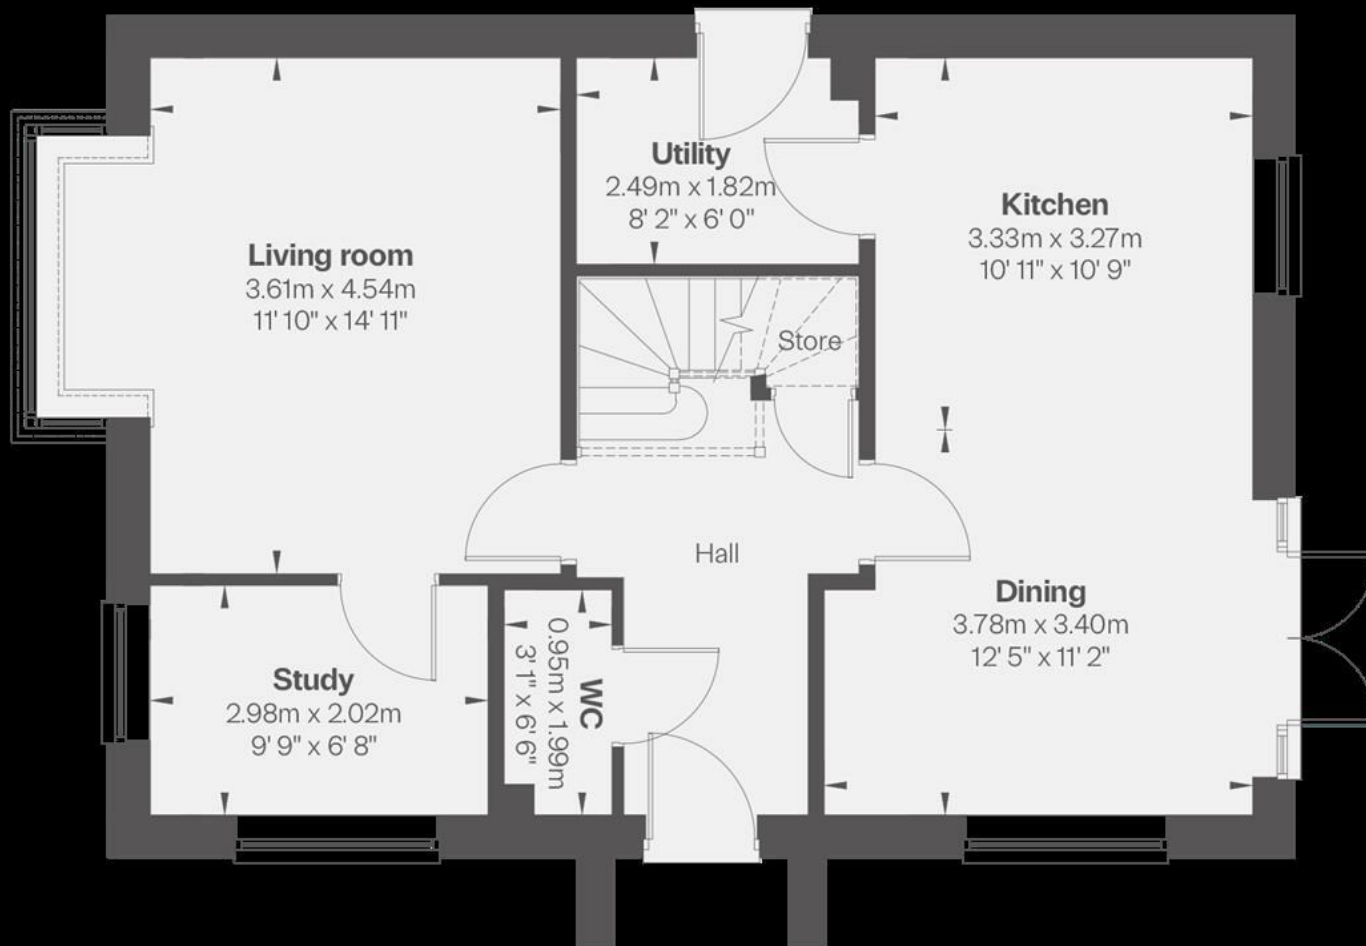 Utility
2.49m x 1.82m
8' 2" x 6' 0"
Kitchen
3.33m x 3.27m
10' 11" x 10' 9"
Living room
3.61m x 4.54m
11' 10" x 14' 11"
Store
Hall
Dining
3.78m x 3.40m
12' 5" x 11' 2"
Study
2.98m x 2.02m
9' 9" x 6' 8"
WC
0.95m x 1.99m
3' 1" x 6' 6"